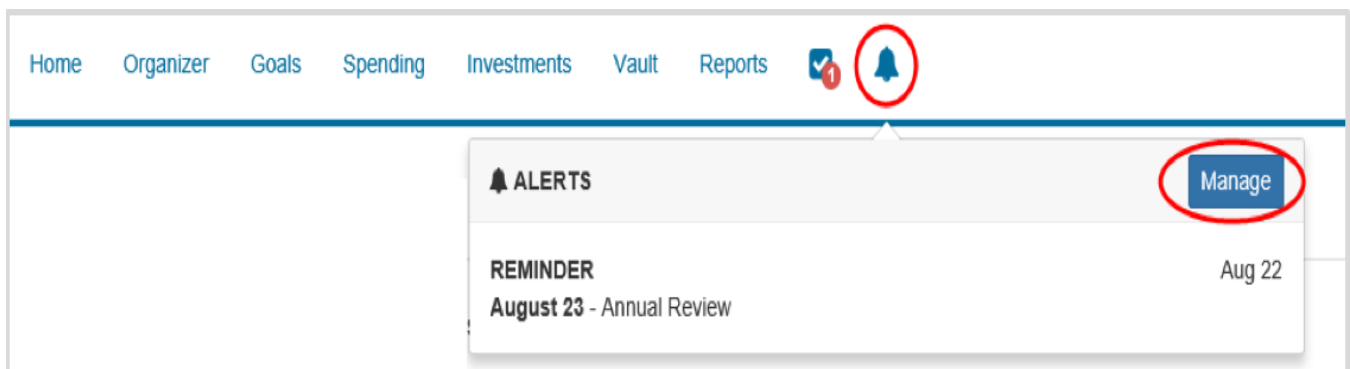 Home Organizer Goals Spending Investments Vault Reports 1
ALERTS Manage
REMINDER Aug 22
August 23 - Annual Review